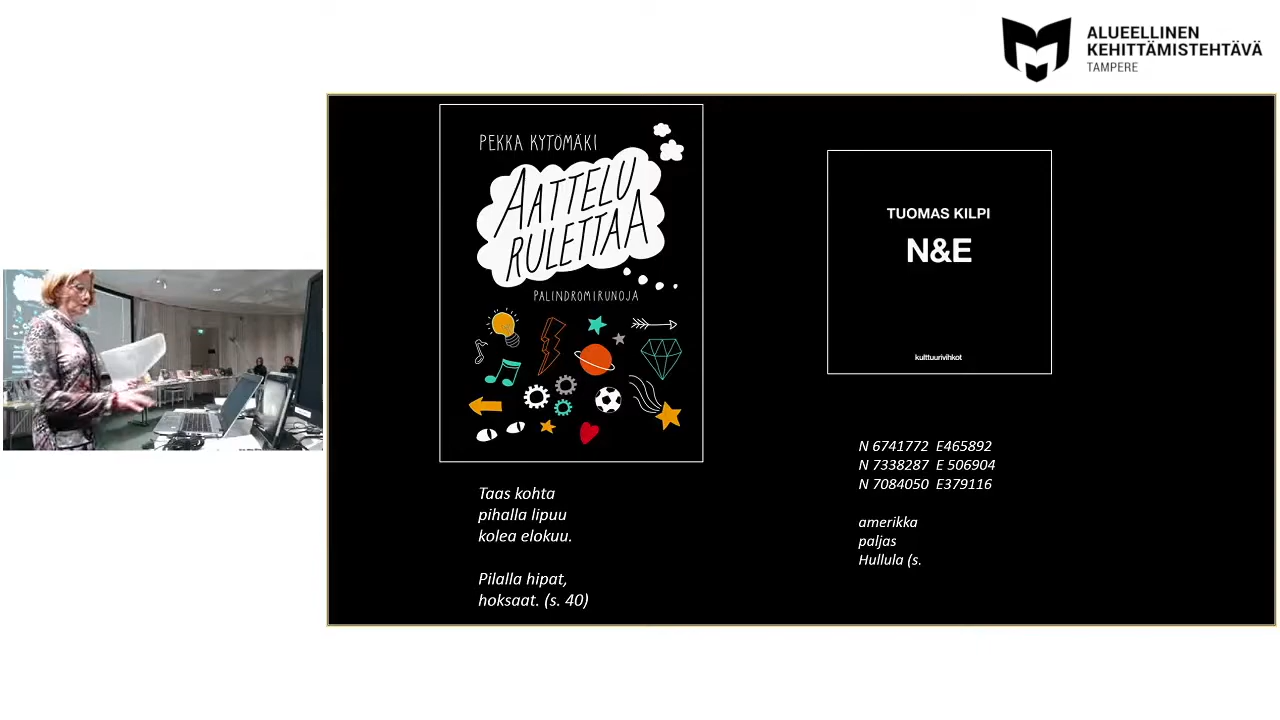 ALUEELLINEN
KEHITTÄMISTEHTÄVÄ
TAMPERE
PEKKA KYTÖMÄKI
AATTELU
RULETTAA
PALINDROMIRUNOJA
Taas kohta
pihalla lipuu
kolea elokuu.
Pilalla hipat,
hoksaat. (s. 40)
TUOMAS KILPI
N&E
kulttuurivihkot
N 6741772 E465892
N 7338287 E 506904
N 7084050 E379116
amerikka
paljas
Hullula (s.